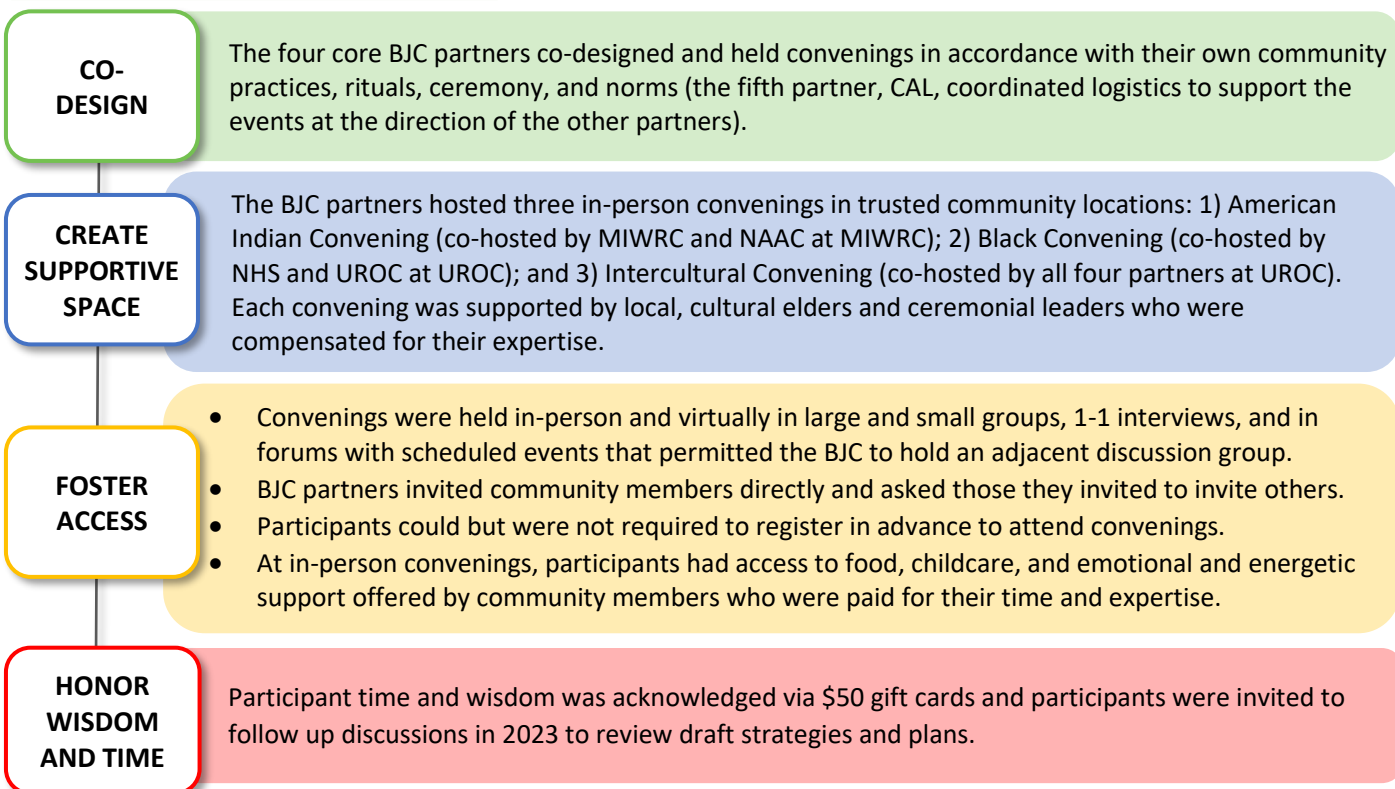 CO-
DESIGN
The four core BJC partners co-designed and held convenings in accordance with their own community
practices, rituals, ceremony, and norms (the fifth partner, CAL, coordinated logistics to support the
events at the direction of the other partners).
CREATE
SUPPORTIVE
SPACE
The BJC partners hosted three in-person convenings in trusted community locations: 1) American
Indian Convening (co-hosted by MIWRC and NAAC at MIWRC); 2) Black Convening (co-hosted by
NHS and UROC at UROC); and 3) Intercultural Convening (co-hosted by all four partners at UROC).
Each convening was supported by local, cultural elders and ceremonial leaders who were
compensated for their expertise.
FOSTER
ACCESS
• Convenings were held in-person and virtually in large and small groups, 1-1 interviews, and in
forums with scheduled events that permitted the BJC to hold an adjacent discussion group.
• BJC partners invited community members directly and asked those they invited to invite others.
• Participants could but were not required to register in advance to attend convenings.
• At in-person convenings, participants had access to food, childcare, and emotional and energetic
support offered by community members who were paid for their time and expertise.
HONOR
WISDOM
AND TIME
Participant time and wisdom was acknowledged via $50 gift cards and participants were invited to
follow up discussions in 2023 to review draft strategies and plans.